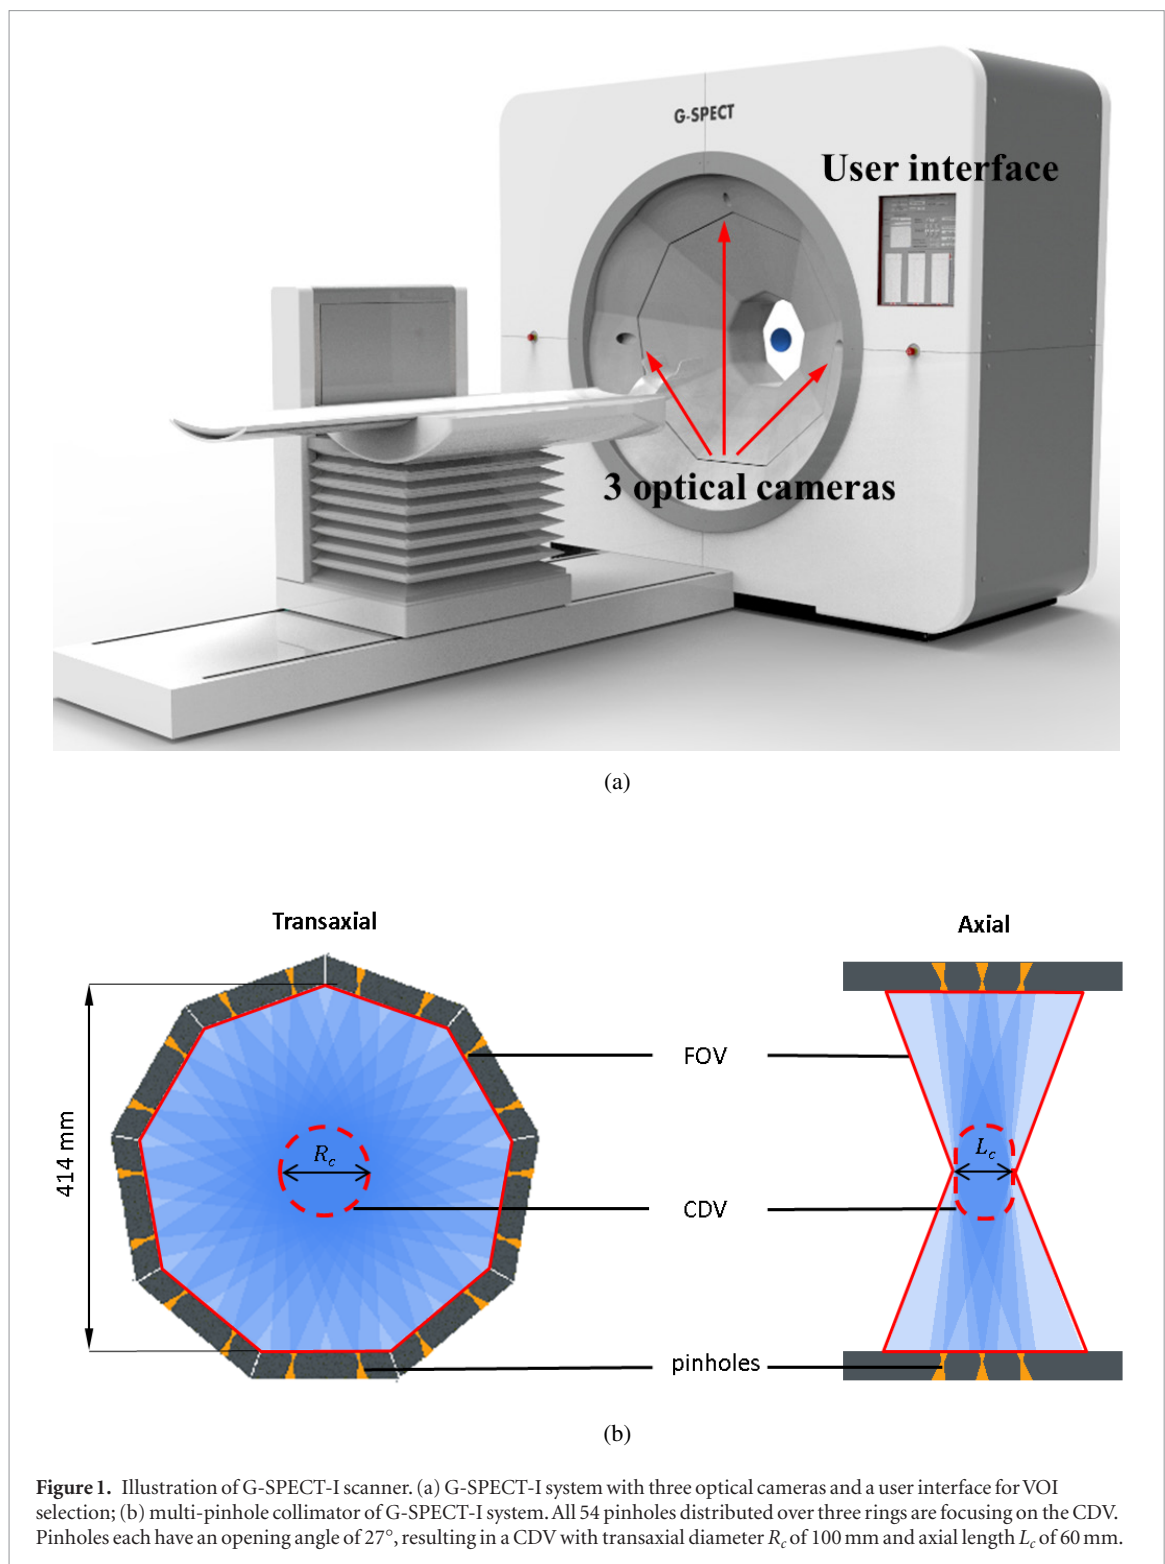 G-SPECT
User interface
3 optical cameras
(a)
Transaxial
Axial
414 mm
FOV
R_c
L_c
CDV
pinholes
(b)
Figure 1. Illustration of G-SPECT-I scanner. (a) G-SPECT-I system with three optical cameras and a user interface for VOI
selection; (b) multi-pinhole collimator of G-SPECT-I system. All 54 pinholes distributed over three rings are focusing on the CDV.
Pinholes each have an opening angle of 27°, resulting in a CDV with transaxial diameter R_c of 100 mm and axial length L_c of 60 mm.